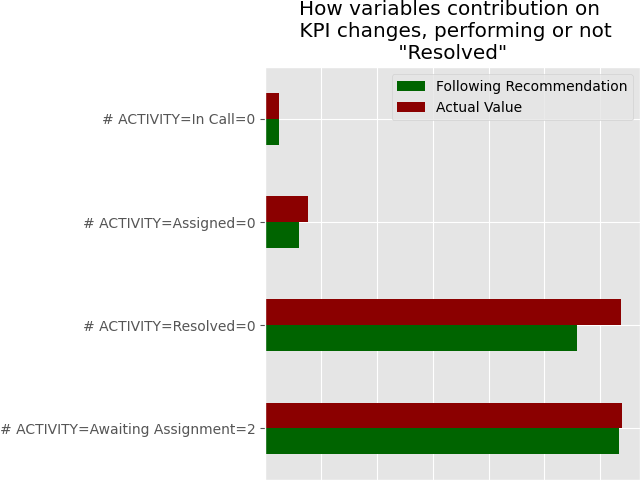 How variables contribution on
KPI changes, performing or not
"Resolved"
Following Recommendation
Actual Value
# ACTIVITY=In Call=0
# ACTIVITY=Assigned=0
# ACTIVITY=Resolved=0
# ACTIVITY=Awaiting Assignment=2